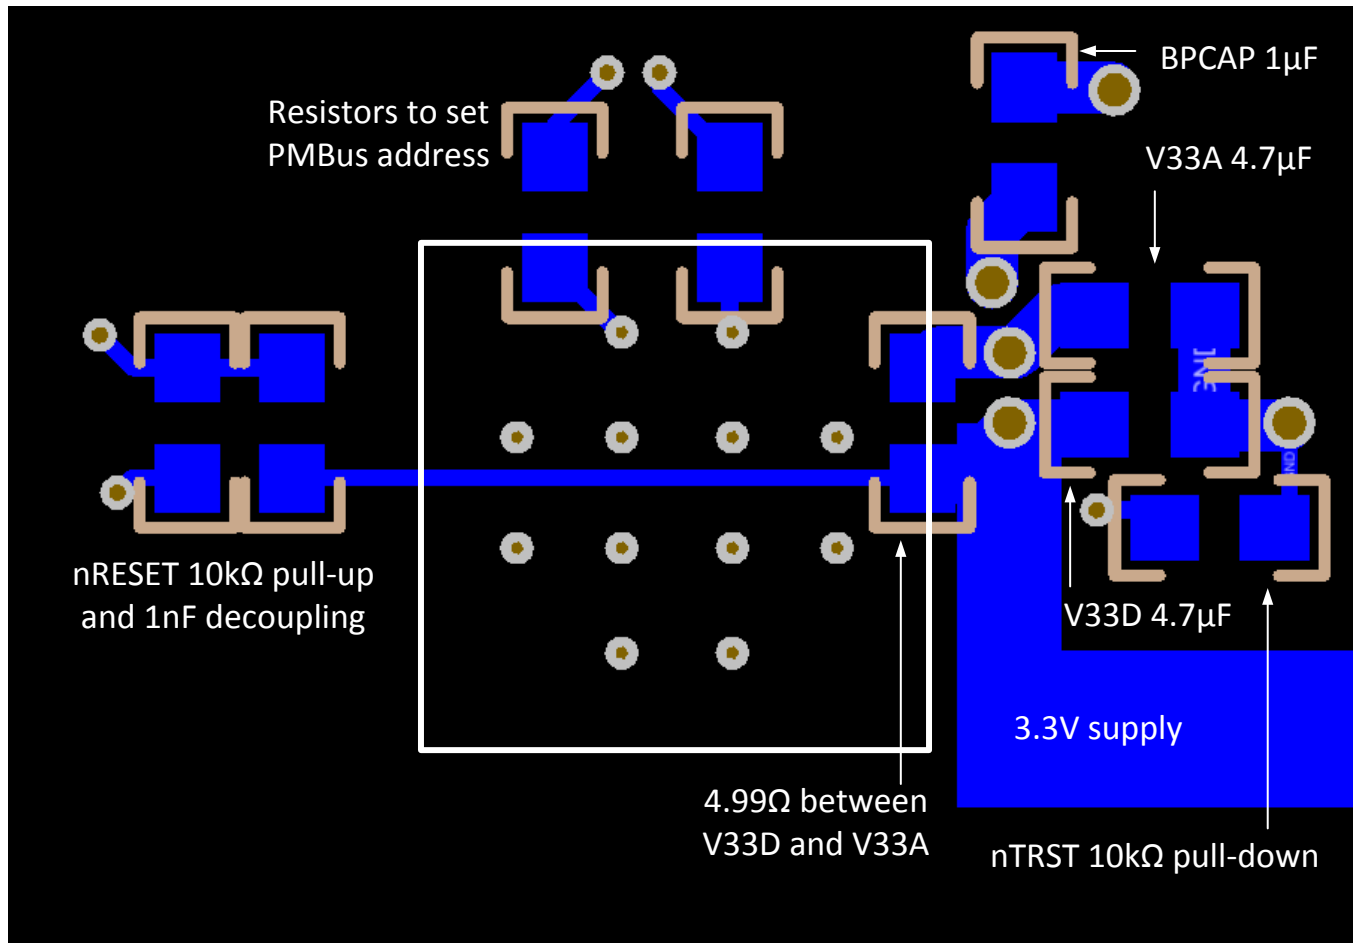 BPCAP 1µF
Resistors to set
PMBus address
V33A 4.7µF
nRESET 10kΩ pull-up
and 1nF decoupling
V33D 4.7µF
3.3V supply
4.99Ω between
V33D and V33A
nTRST 10kΩ pull-down